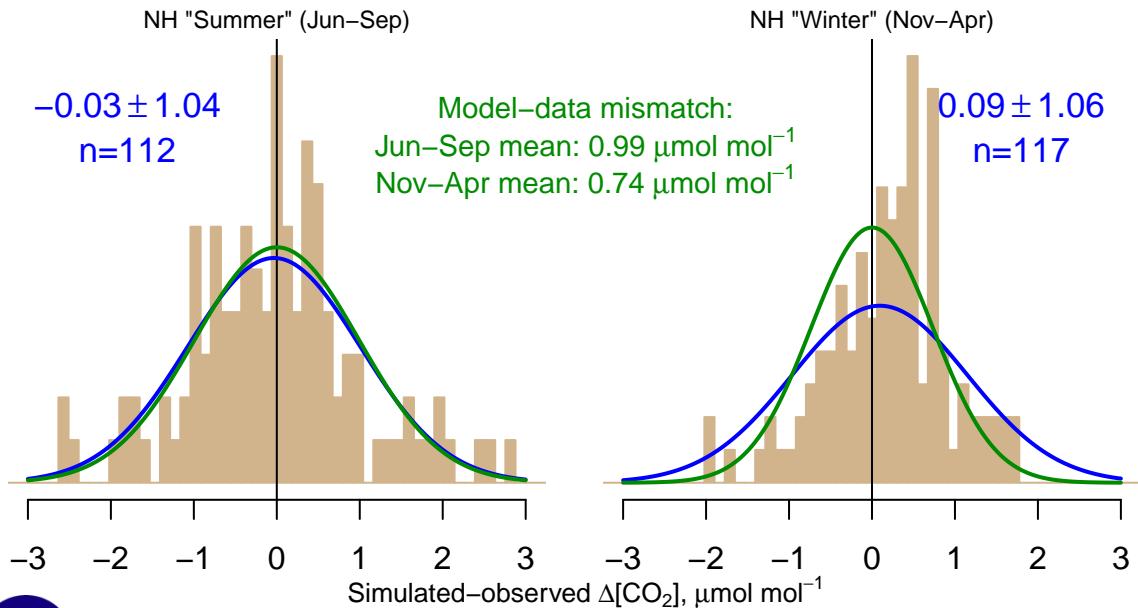 NH "Summer" (Jun−Sep)
NH "Winter" (Nov−Apr)
−0.03 ± 1.04
n=112
Model−data mismatch:
Jun−Sep mean: 0.99 μmol mol⁻¹
Nov−Apr mean: 0.74 μmol mol⁻¹
0.09 ± 1.06
n=117
−3 −2 −1 0 1 2 3
−3 −2 −1 0 1 2 3
Simulated−observed Δ[CO₂], μmol mol⁻¹